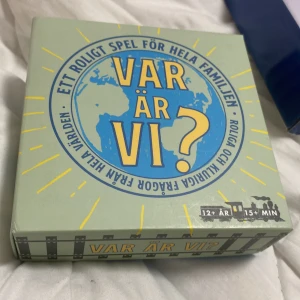 ETT ROLIGT SPEL FÖR HELA FAMILJEN ·
ROLIGA OCH KLURIGA FRÅGOR FRÅN HELA VÄRLDEN ·
VAR
ÄR
VI?
12+ ÅR 15+ MIN
VAR ÄR VI?